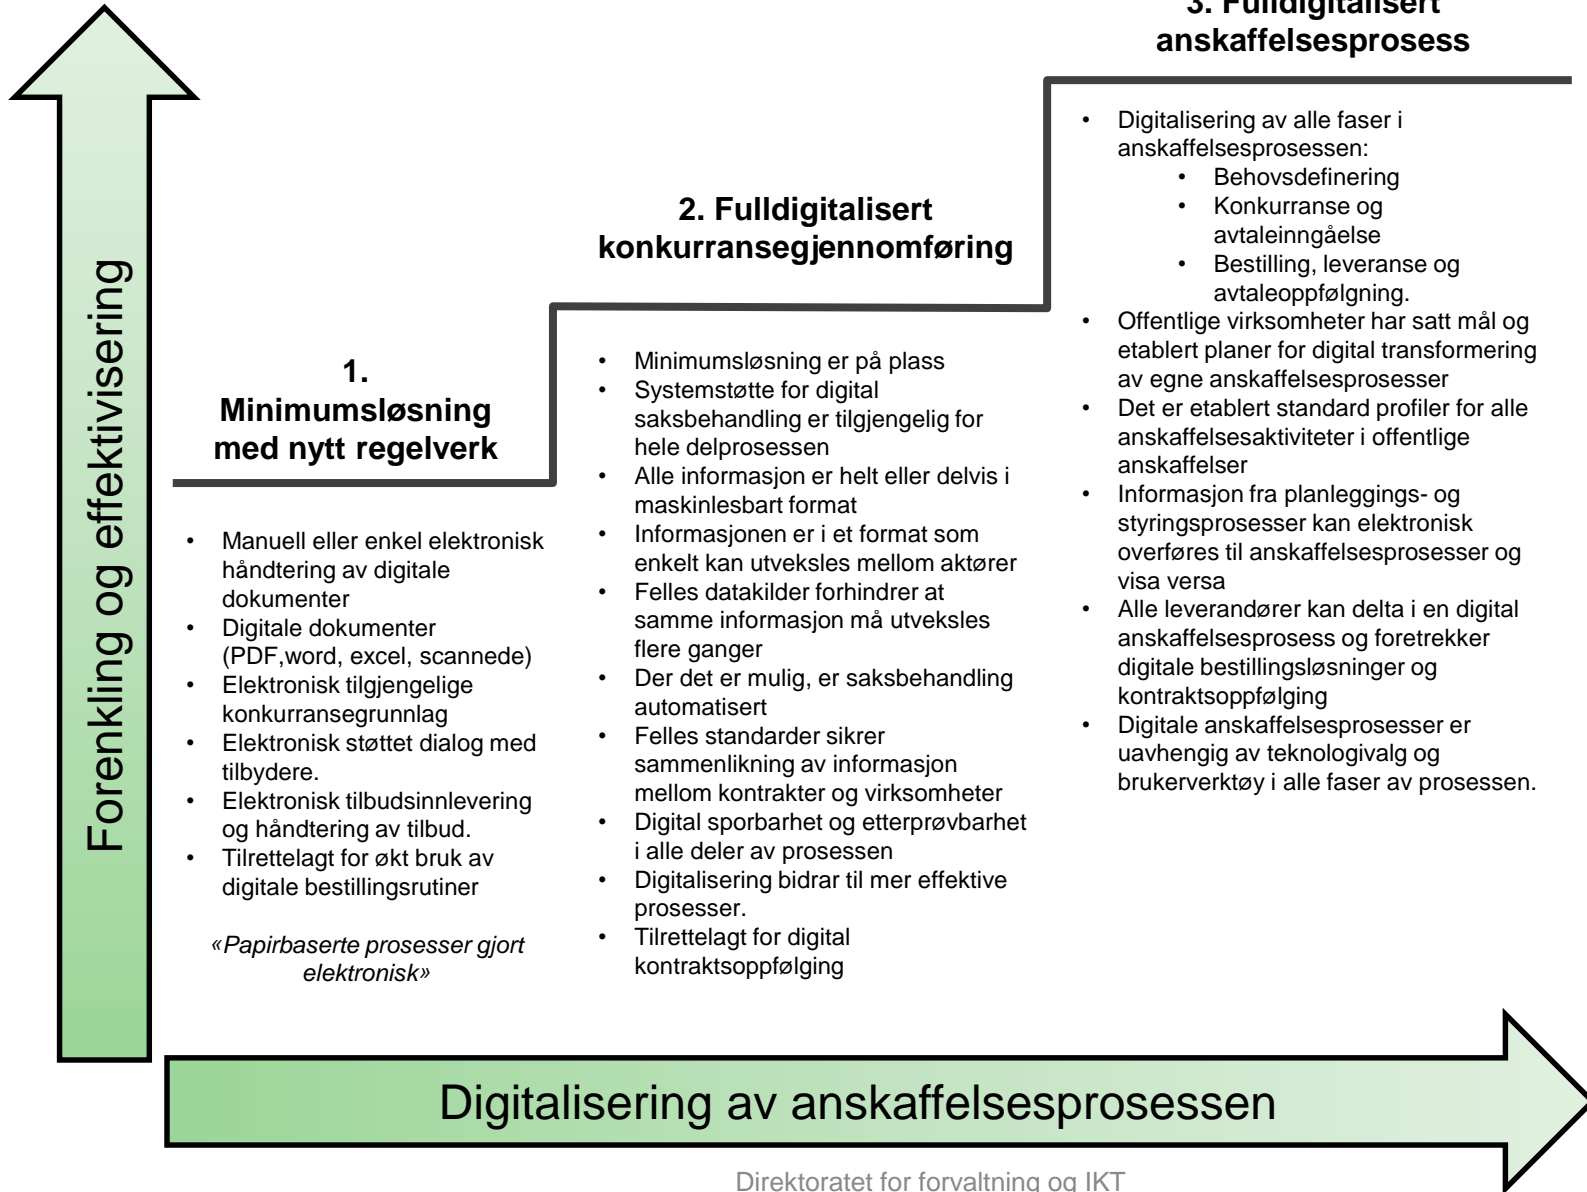 3. Fulldigitalisert
anskaffelsesprosess
• Digitalisering av alle faser i
anskaffelsesprosessen:
• Behovsdefinering
• Konkurranse og
avtaleinngåelse
• Bestilling, leveranse og
avtaleoppfølgning.
• Offentlige virksomheter har satt mål og
etablert planer for digital transformering
av egne anskaffelsesprosesser
• Det er etablert standard profiler for alle
anskaffelsesaktiviteter i offentlige
anskaffelser
• Informasjon fra planleggings- og
styringsprosesser kan elektronisk
overføres til anskaffelsesprosesser og
visa versa
• Alle leverandører kan delta i en digital
anskaffelsesprosess og foretrekker
digitale bestillingsløsninger og
kontraktsoppfølging
• Digitale anskaffelsesprosesser er
uavhengig av teknologivalg og
brukerverktøy i alle faser av prosessen.
2. Fulldigitalisert
konkurransegjennomføring
• Minimumsløsning er på plass
• Systemstøtte for digital
saksbehandling er tilgjengelig for
hele delprosessen
• Alle informasjon er helt eller delvis i
maskinlesbart format
• Informasjonen er i et format som
enkelt kan utveksles mellom aktører
• Felles datakilder forhindrer at
samme informasjon må utveksles
flere ganger
• Der det er mulig, er saksbehandling
automatisert
• Felles standarder sikrer
sammenlikning av informasjon
mellom kontrakter og virksomheter
• Digital sporbarhet og etterprøvbarhet
i alle deler av prosessen
• Digitalisering bidrar til mer effektive
prosesser.
• Tilrettelagt for digital
kontraktsoppfølging
1.
Minimumsløsning
med nytt regelverk
• Manuell eller enkel elektronisk
håndtering av digitale
dokumenter
• Digitale dokumenter
(PDF,word, excel, scannede)
• Elektronisk tilgjengelige
konkurransegrunnlag
• Elektronisk støttet dialog med
tilbydere.
• Elektronisk tilbudsinnlevering
og håndtering av tilbud.
• Tilrettelagt for økt bruk av
digitale bestillingsrutiner
«Papirbaserte prosesser gjort
elektronisk»
Forenkling og effektivisering
Digitalisering av anskaffelsesprosessen
Direktoratet for forvaltning og IKT